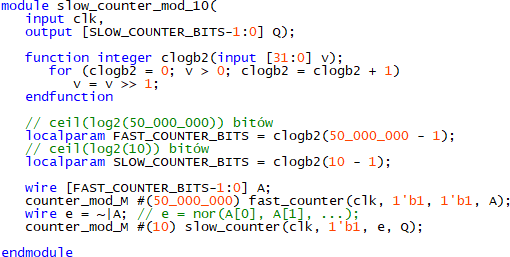 module slow_counter_mod_10(
input clk,
output [SLOW_COUNTER_BITS-1:0] Q);
function integer clogb2(input [31:0] v);
for (clogb2 = 0; v > 0; clogb2 = clogb2 + 1)
v = v >> 1;
endfunction
// ceil(log2(50_000_000)) bitów
localparam FAST_COUNTER_BITS = clogb2(50_000_000 - 1);
// ceil(log2(10)) bitów
localparam SLOW_COUNTER_BITS = clogb2(10 - 1);
wire [FAST_COUNTER_BITS-1:0] A;
counter_mod_M #(50_000_000) fast_counter(clk, 1'b1, 1'b1, A);
wire e = ~|A; // e = nor(A[0], A[1], ...);
counter_mod_M #(10) slow_counter(clk, 1'b1, e, Q);
endmodule